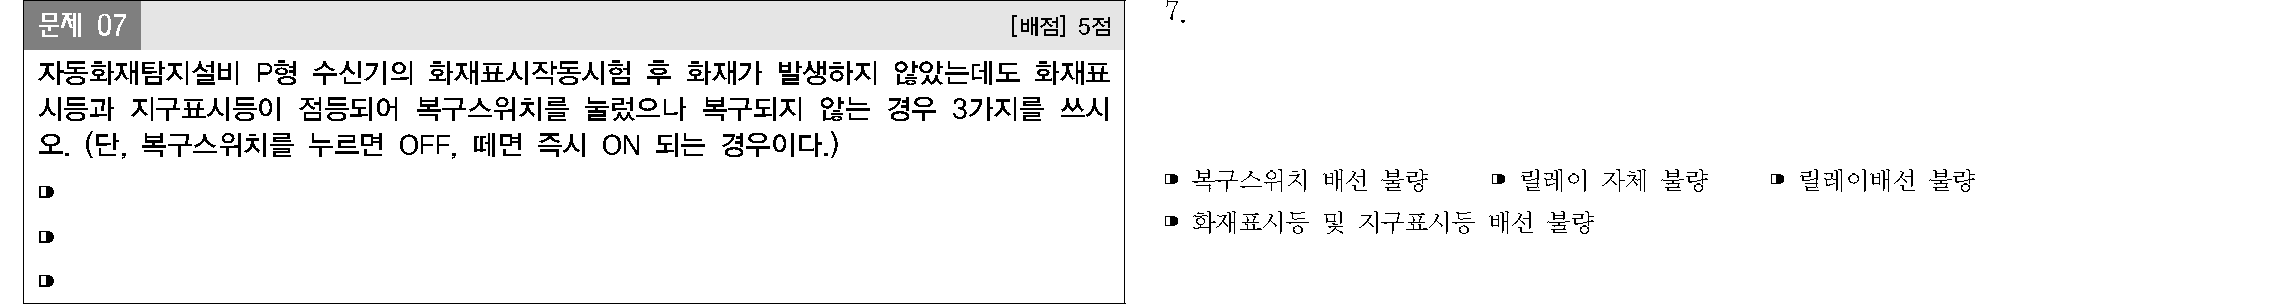 문제 07
[배점] 5점
자동화재탐지설비 P형 수신기의 화재표시작동시험 후 화재가 발생하지 않았는데도 화재표
시등과 지구표시등이 점등되어 복구스위치를 눌렀으나 복구되지 않는 경우 3가지를 쓰시
오. (단, 복구스위치를 누르면 OFF, 떼면 즉시 ON 되는 경우이다.)
7.
복구스위치 배선 불량
릴레이 자체 불량
릴레이배선 불량
화재표시등 및 지구표시등 배선 불량